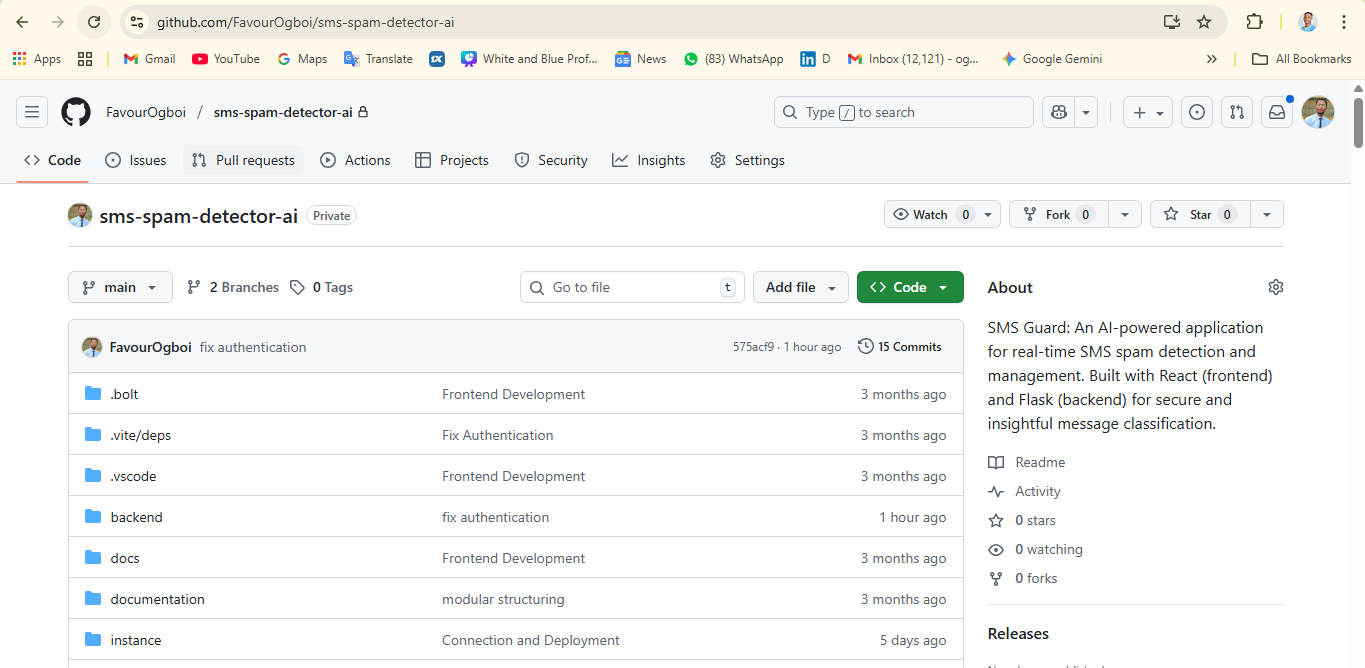 github.com/FavourOgboi/sms-spam-detector-ai
Apps Gmail YouTube Maps Translate White and Blue Prof... News (83) WhatsApp D Inbox (12,121) - og... Google Gemini All Bookmarks
FavourOgboi / sms-spam-detector-ai Type / to search
Code Issues Pull requests Actions Projects Security Insights Settings
sms-spam-detector-ai Private Watch 0 Fork 0 Star 0
main 2 Branches 0 Tags Go to file t Add file Code
FavourOgboi fix authentication 575acf9 · 1 hour ago 15 Commits
.bolt Frontend Development 3 months ago
.vite/deps Fix Authentication 3 months ago
.vscode Frontend Development 3 months ago
backend fix authentication 1 hour ago
docs Frontend Development 3 months ago
documentation modular structuring 3 months ago
instance Connection and Deployment 5 days ago
About
SMS Guard: An AI-powered application
for real-time SMS spam detection and
management. Built with React (frontend)
and Flask (backend) for secure and
insightful message classification.
Readme
Activity
0 stars
0 watching
0 forks
Releases